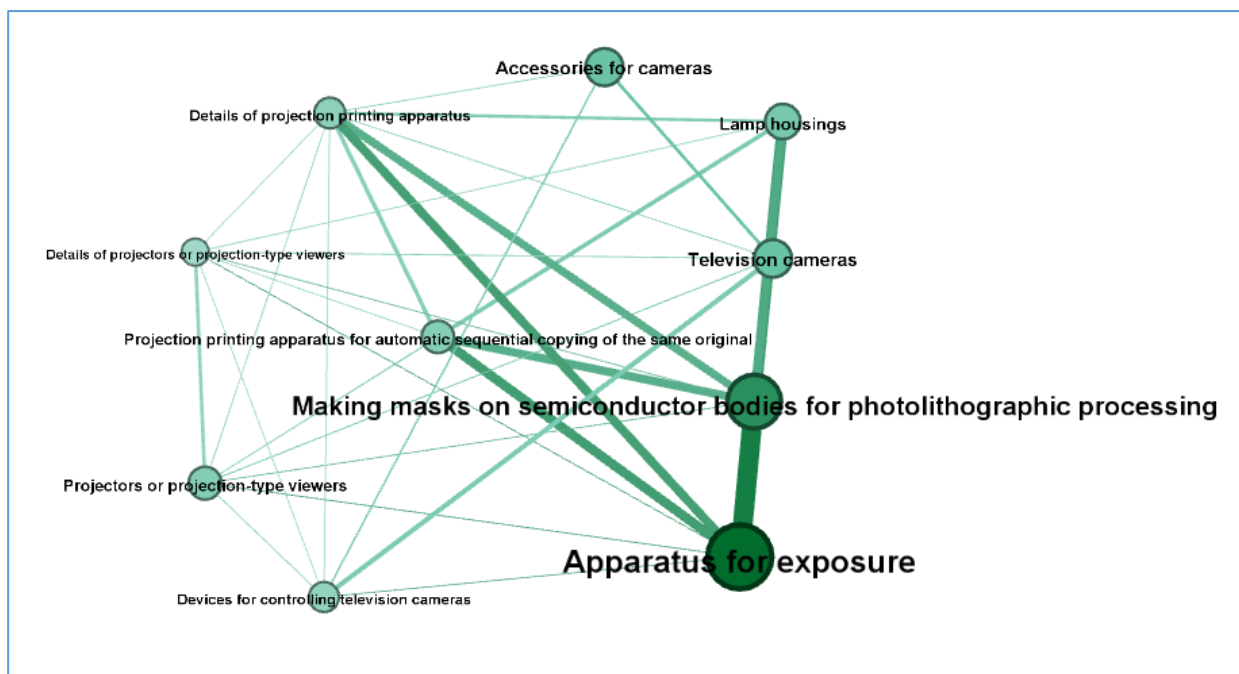 Accessories for cameras
Details of projection printing apparatus
Lamp housings
Details of projectors or projection-type viewers
Television cameras
Projection printing apparatus for automatic sequential copying of the same original
Making masks on semiconductor bodies for photolithographic processing
Projectors or projection-type viewers
Apparatus for exposure
Devices for controlling television cameras